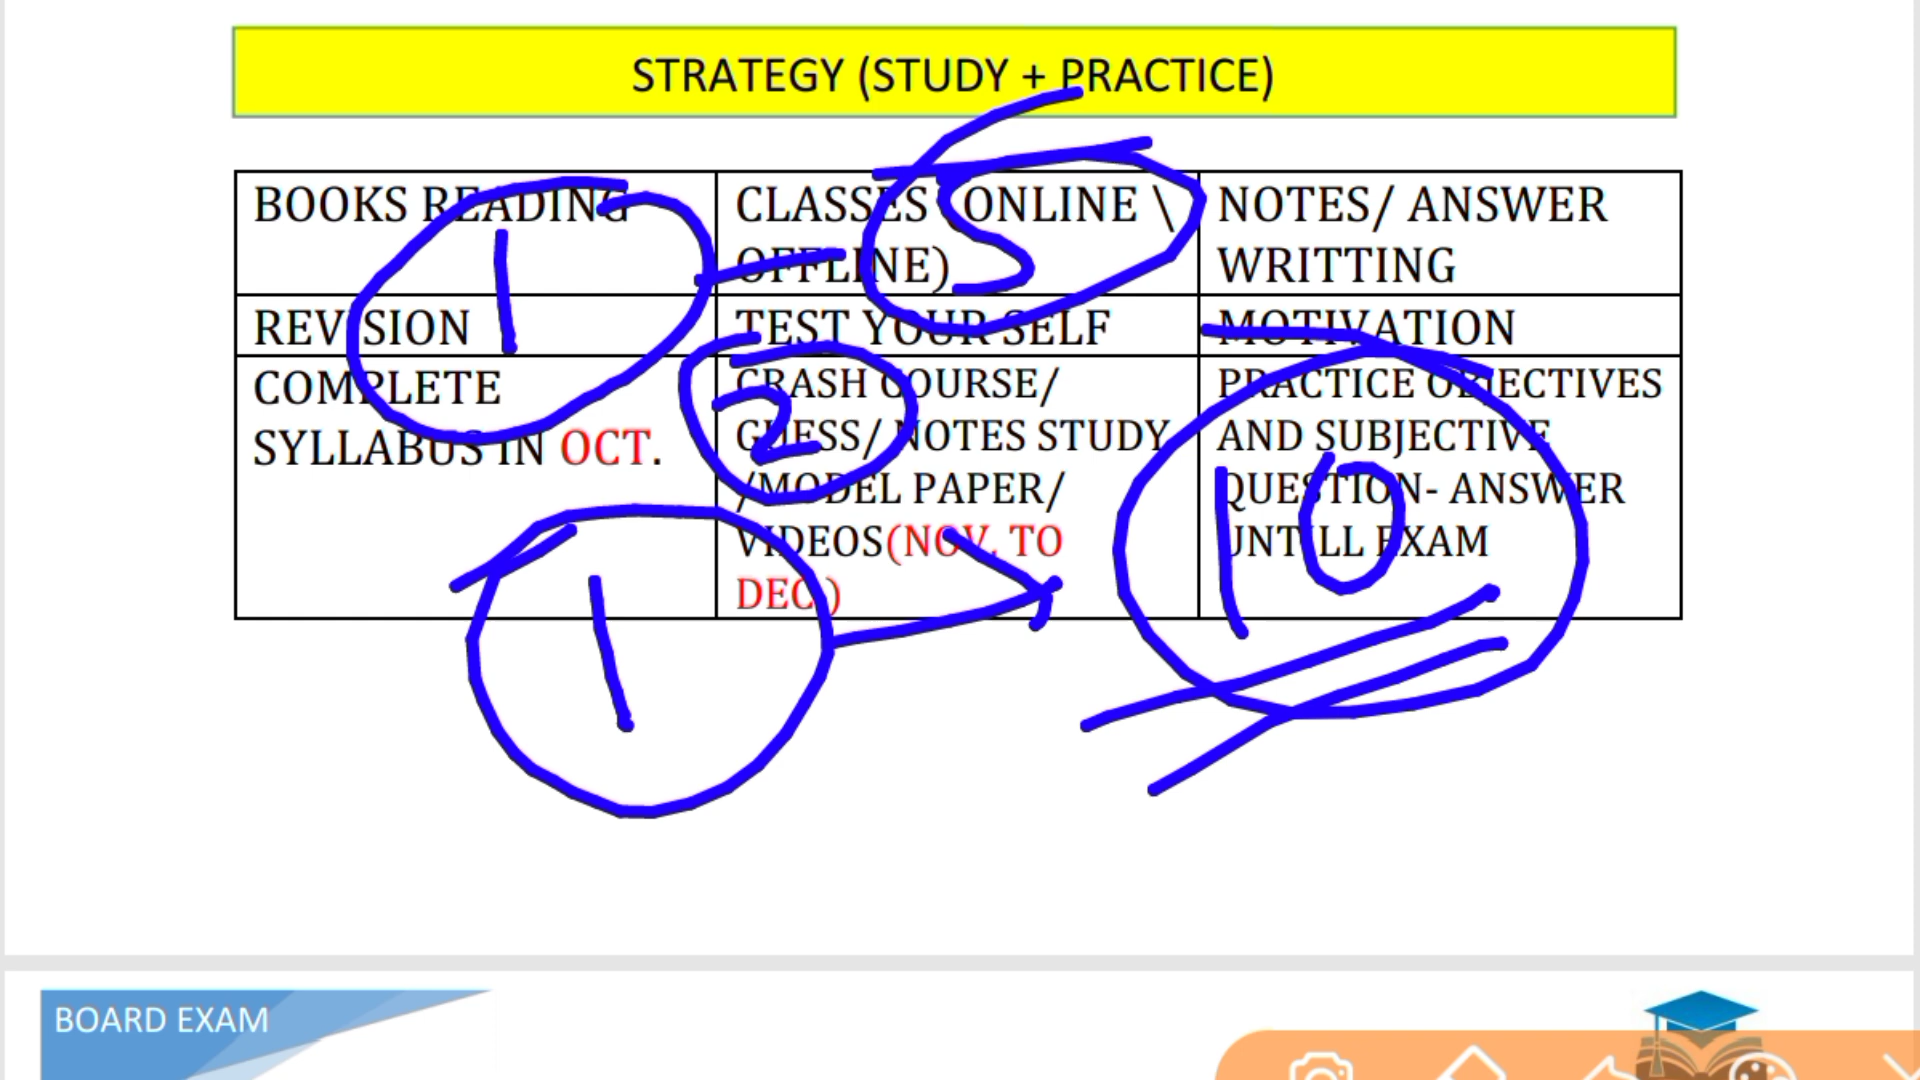 STRATEGY (STUDY + PRACTICE)
BOOKS READING
CLASSES (ONLINE \
OFFLINE)
NOTES/ ANSWER
WRITTING
REVISION
TEST YOUR SELF
MOTIVATION
COMPLETE
SYLLABUS IN OCT.
CRASH COURSE/
GUESS/ NOTES STUDY
/MODEL PAPER/
VIDEOS(NOV. TO
DEC.)
PRACTICE OBJECTIVES
AND SUBJECTIVE
QUESTION- ANSWER
UNTILL EXAM
1
5
2
1
10
BOARD EXAM